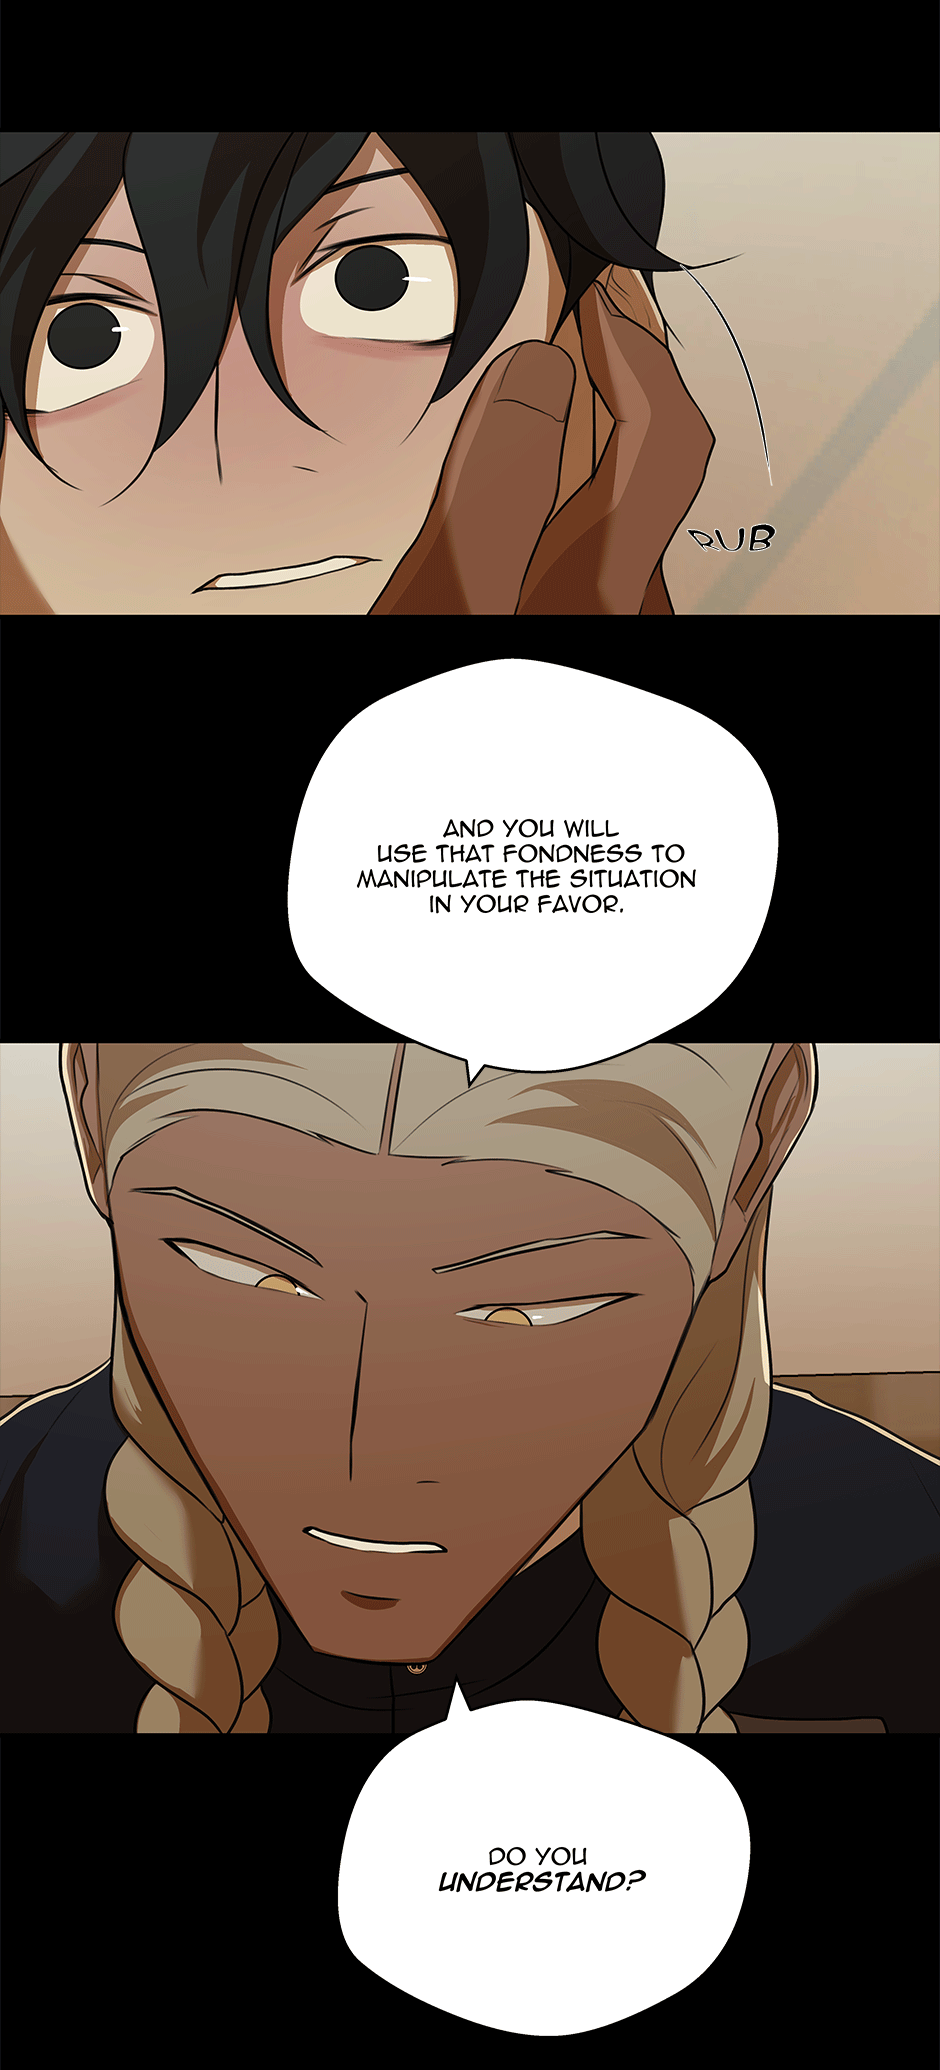 RUB
AND YOU WILL
USE THAT FONDNESS TO
MANIPULATE THE SITUATION
IN YOUR FAVOR.
DO YOU
UNDERSTAND?